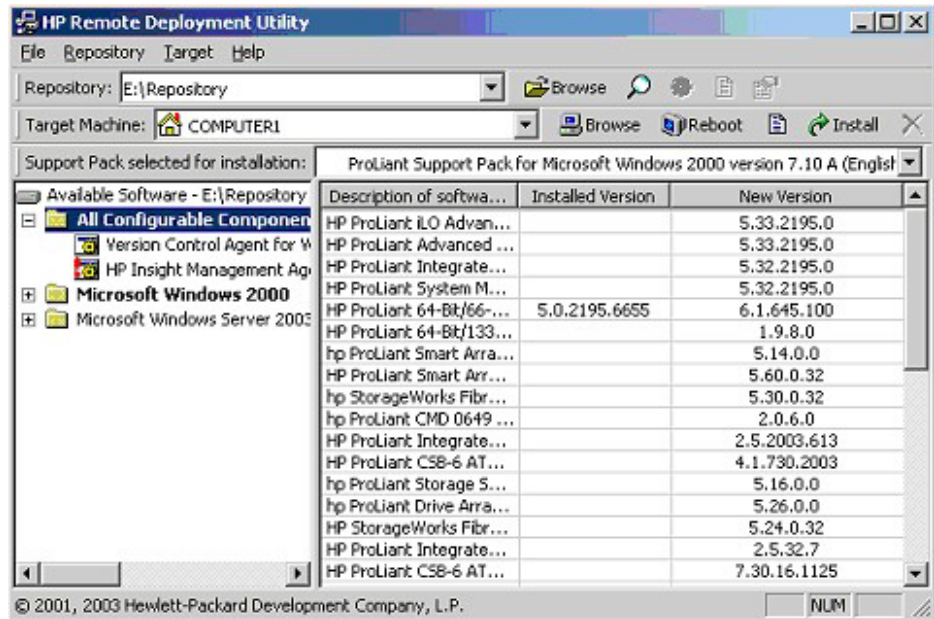 HP Remote Deployment Utility
File Repository Target Help
Repository: E:\Repository Browse
Target Machine: COMPUTER1 Browse Reboot Install
Support Pack selected for installation: ProLiant Support Pack for Microsoft Windows 2000 version 7.10 A (English
Available Software - E:\Repository
All Configurable Componen
Version Control Agent for W
HP Insight Management Ag
Microsoft Windows 2000
Microsoft Windows Server 2003
Description of softwa... Installed Version New Version
HP ProLiant iLO Advan... 5.33.2195.0
HP ProLiant Advanced ... 5.33.2195.0
HP ProLiant Integrate... 5.32.2195.0
HP ProLiant System M... 5.32.2195.0
HP ProLiant 64-Bit/66-... 5.0.2195.6655 6.1.645.100
HP ProLiant 64-Bit/133... 1.9.8.0
hp ProLiant Smart Arra... 5.14.0.0
HP ProLiant Smart Arr... 5.60.0.32
hp StorageWorks Fibr... 5.30.0.32
hp ProLiant CMD 0649 ... 2.0.6.0
HP ProLiant Integrate... 2.5.2003.613
HP ProLiant CSB-6 AT... 4.1.730.2003
hp ProLiant Storage S... 5.16.0.0
hp ProLiant Drive Arra... 5.26.0.0
HP StorageWorks Fibr... 5.24.0.32
HP ProLiant Integrate... 2.5.32.7
HP ProLiant CSB-6 AT... 7.30.16.1125
© 2001, 2003 Hewlett-Packard Development Company, L.P. NUM